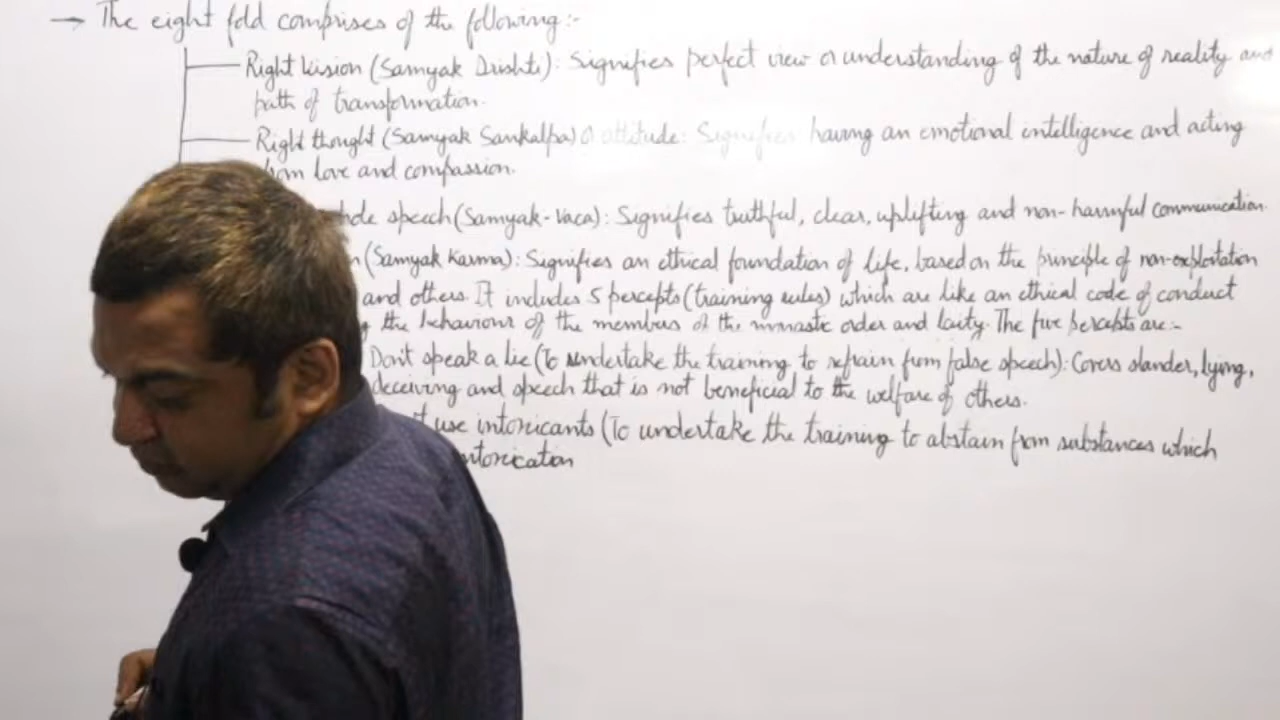 → The eight fold comprises of the following:-
Right Vision (Samyak Drishti): Signifies perfect view or understanding of the nature of reality and
path of transformation.
Right thought (Samyak Sankalpa) or attitude: Signifies having an emotional intelligence and acting
from love and compassion.
speech (Samyak-Vaca): Signifies truthful, clear, uplifting and non-harmful communication.
(Samyak Karma): Signifies an ethical foundation of life, based on the principle of non-exploitation
and others. It includes 5 percepts (training rules) which are like an ethical code of conduct
the behaviour of the members of the monastic order and laity. The five percepts are:-
Don't speak a lie (To undertake the training to refrain from false speech): Covers slander, lying,
deceiving and speech that is not beneficial to the welfare of others.
use intoxicants (To undertake the training to abstain from substances which
intoxication